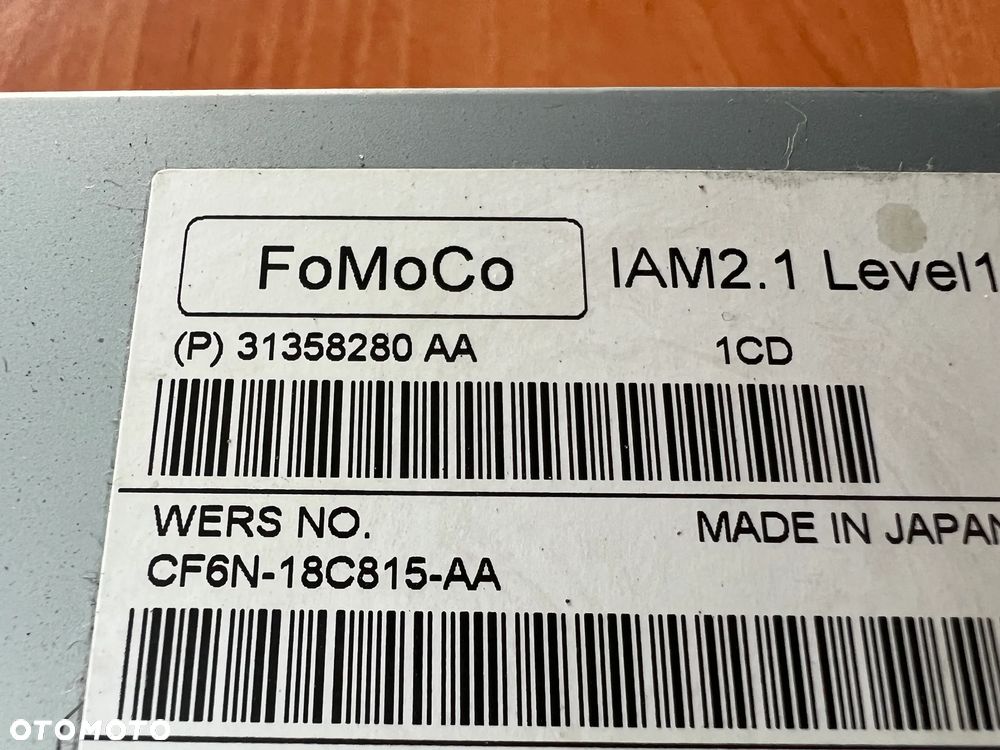 FoMoCo IAM2.1 Level1
(P) 31358280 AA 1CD
WERS NO. MADE IN JAPAN
CF6N-18C815-AA
OTOMOTO